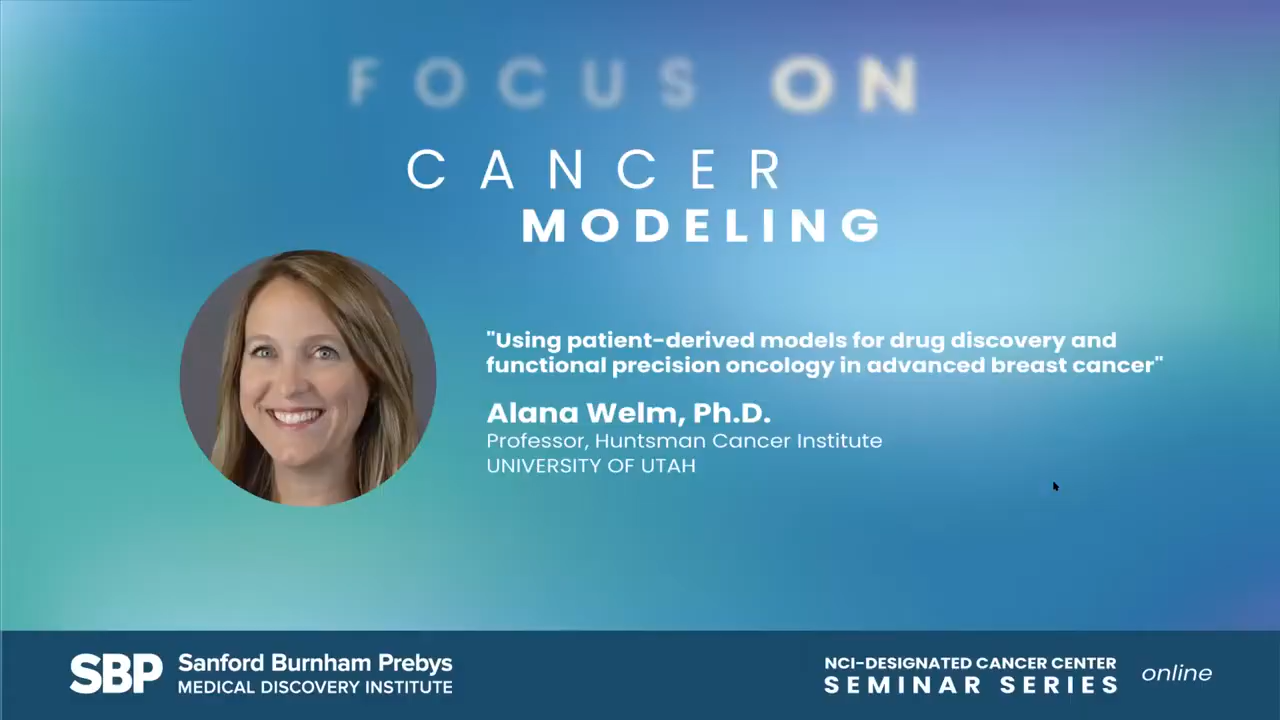 FOCUS ON
CANCER
MODELING
"Using patient-derived models for drug discovery and
functional precision oncology in advanced breast cancer"
Alana Welm, Ph.D.
Professor, Huntsman Cancer Institute
UNIVERSITY OF UTAH
SBP
Sanford Burnham Prebys
MEDICAL DISCOVERY INSTITUTE
NCI-DESIGNATED CANCER CENTER
SEMINAR SERIES
online